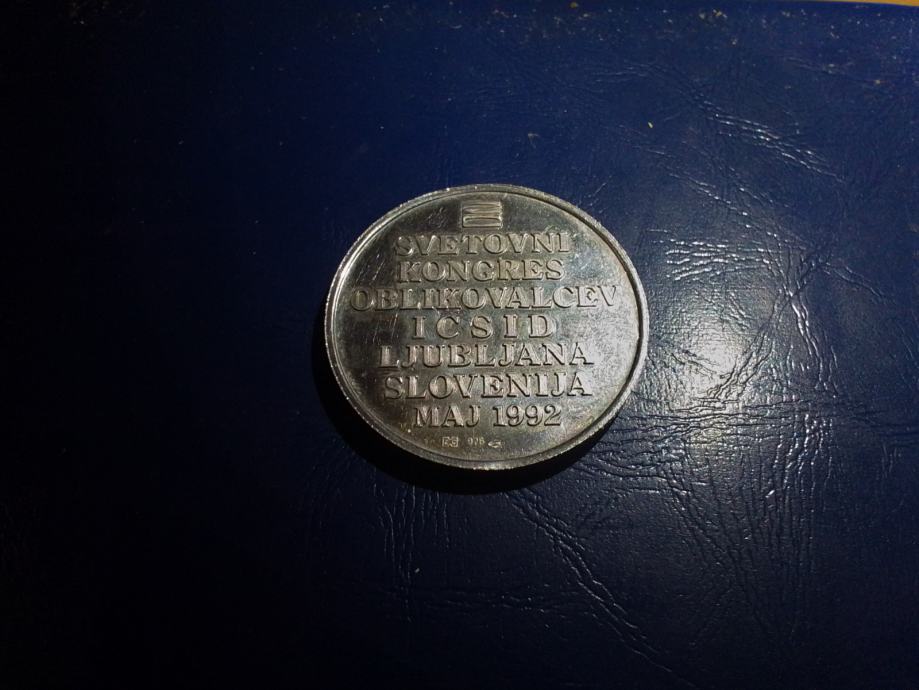 SVETOVNI
KONGRES
OBLIKOVALCEV
ICSID
LJUBLJANA
SLOVENIJA
MAJ 1992